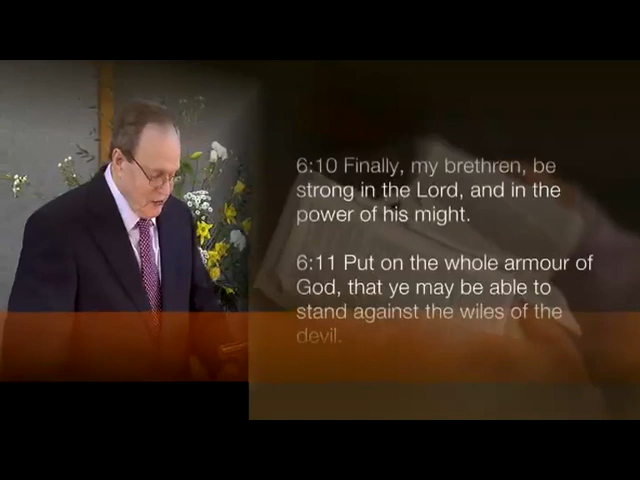 6:10 Finally, my brethren, be
strong in the Lord, and in the
power of his might.
6:11 Put on the whole armour of
God, that ye may be able to
stand against the wiles of the
devil.